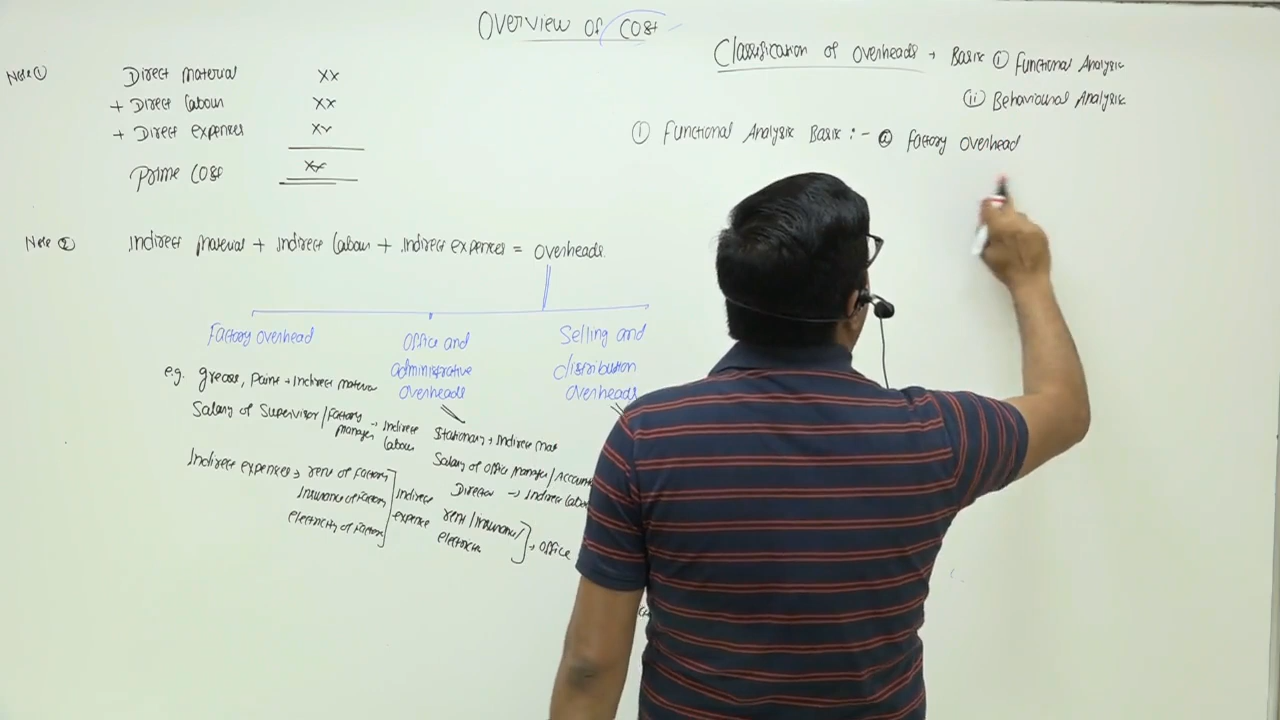 Overview of Cost
Note ①
Direct material xx
+ Direct labour xx
+ Direct expenses xx
Prime Cost xx
Note ②
Indirect material + Indirect labour + Indirect expenses = overheads.
Factory overhead
Office and
administrative
overheads
Selling and
distribution
overheads
e.g. grease, paint → Indirect material
Salary of Supervisor/factory
manager → Indirect
labour
Indirect expenses → rent of factory
Insurance of factory
electricity of factory
Indirect
expense
Stationary → Indirect mat
Salary of office manager/Account
Director → Indirect labou
rent/insurance/
→ office
Classification of overheads → Basis ① Functional Analysis
(ii) Behavioural Analysis
① Functional Analysis Basis :- ⓐ factory overhead